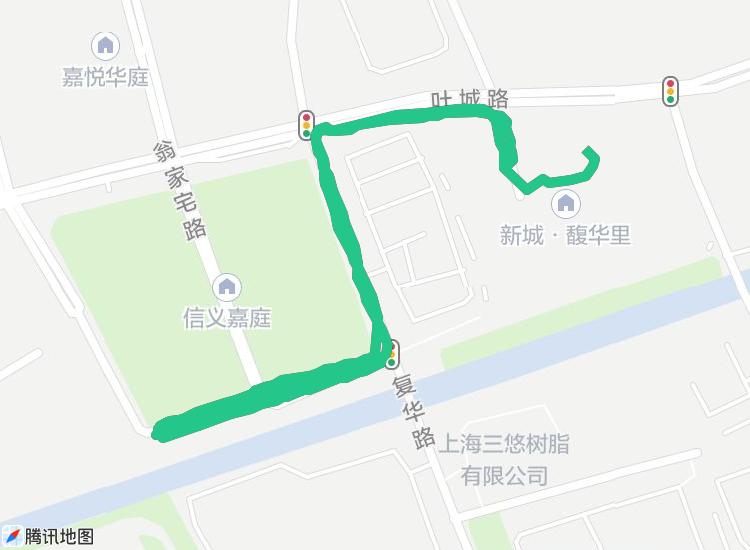 嘉悦华庭
吐城路
翁家宅路
新城·馥华里
信义嘉庭
复华路
上海三悠树脂
有限公司
腾讯地图